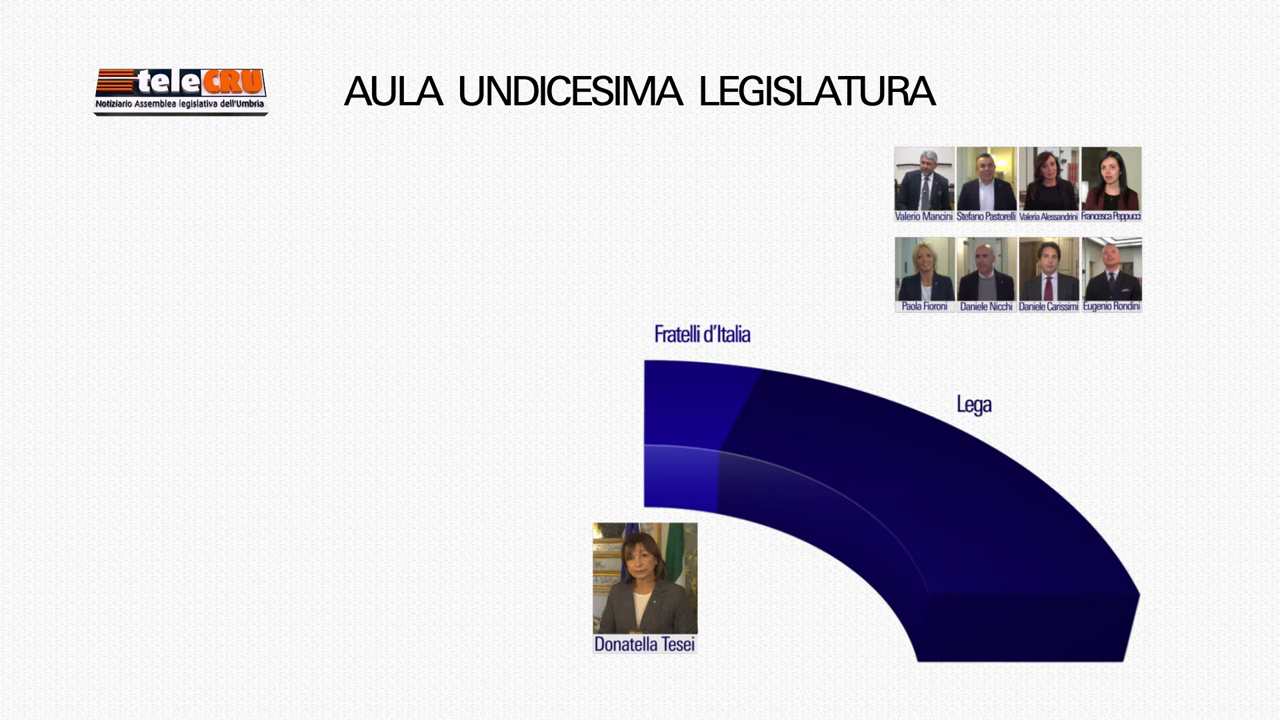 teleCRU
Notiziario Assemblea legislativa dell'Umbria
AULA UNDICESIMA LEGISLATURA
Valerio Mancini
Stefano Pastorelli
Valeria Alessandrini
Francesca Peppucci
Paola Fioroni
Daniele Nicchi
Daniele Carissimi
Eugenio Rondini
Fratelli d'Italia
Lega
Donatella Tesei